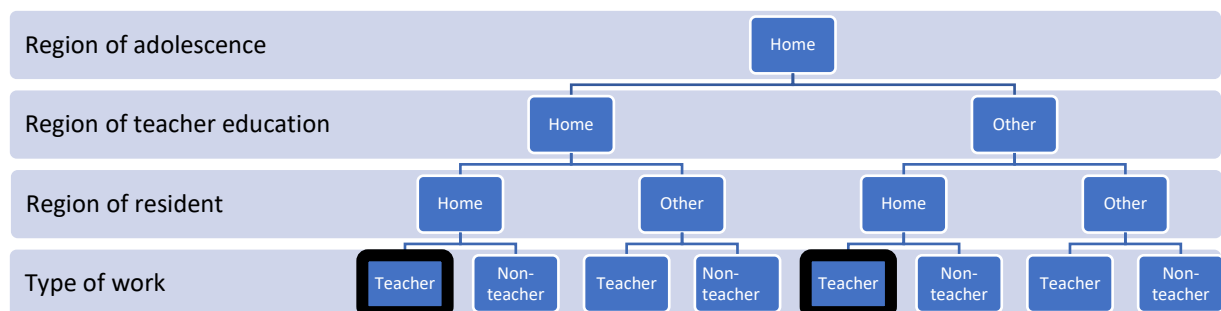 Region of adolescence
Home
Region of teacher education
Home
Other
Region of resident
Home
Other
Home
Other
Type of work
Teacher
Non-
teacher
Teacher
Non-
teacher
Teacher
Non-
teacher
Teacher
Non-
teacher